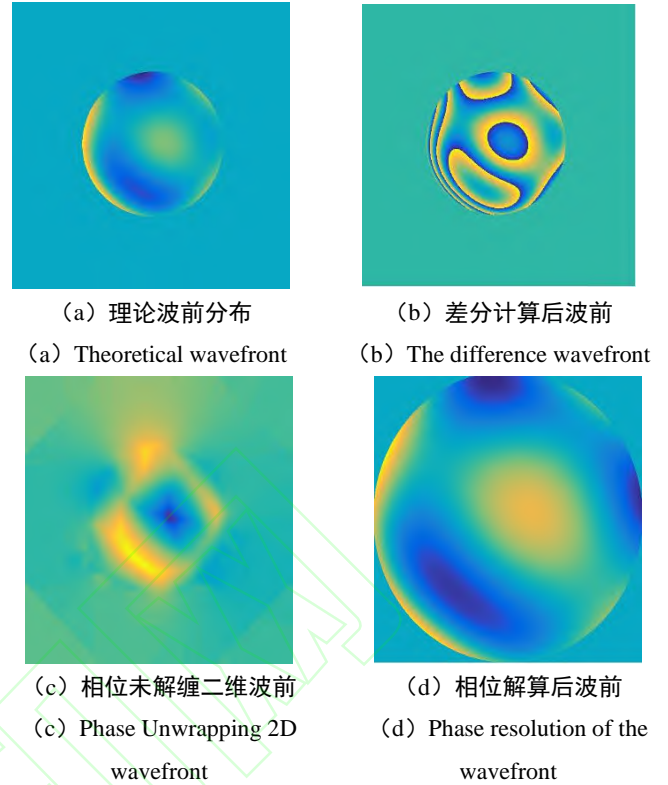 （a）理论波前分布
（b）差分计算后波前
（a）Theoretical wavefront
（b）The difference wavefront
（c）相位未解缠二维波前
（d）相位解算后波前
（c）Phase Unwrapping 2D
wavefront
（d）Phase resolution of the
wavefront